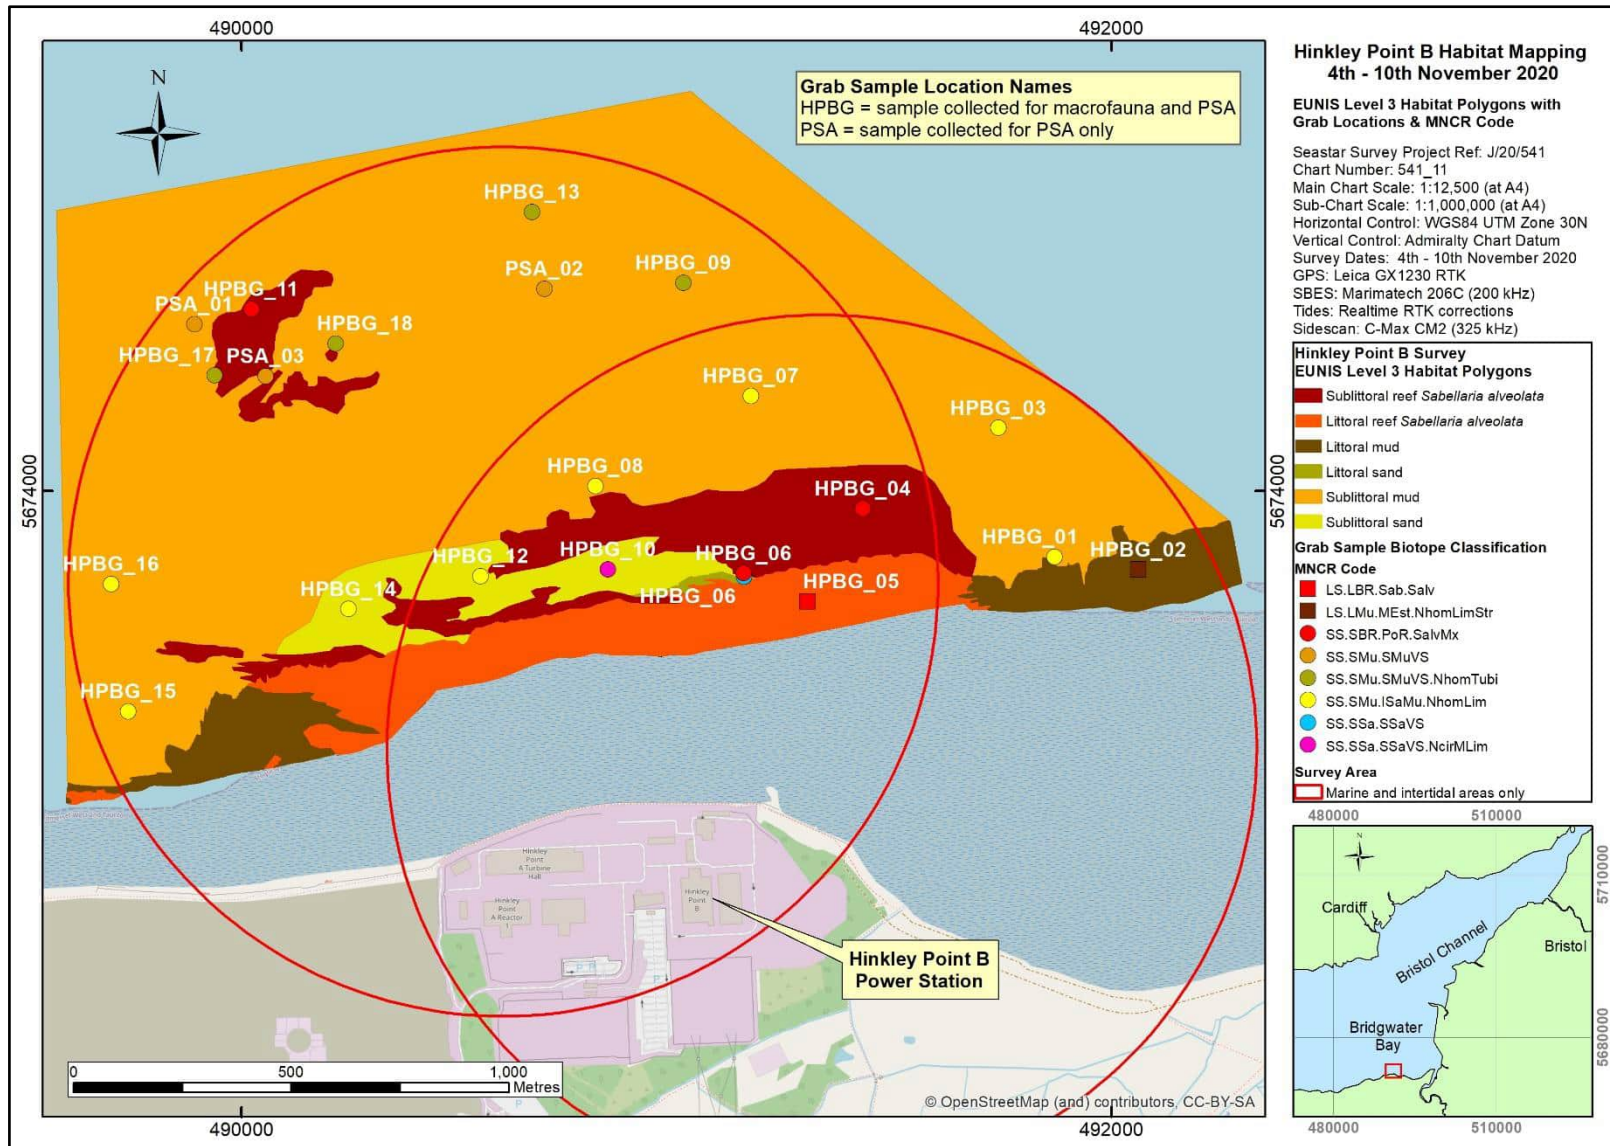 490000
492000
Hinkley Point B Habitat Mapping
4th - 10th November 2020
EUNIS Level 3 Habitat Polygons with
Grab Locations & MNCR Code
Seastar Survey Project Ref: J/20/541
Chart Number: 541_11
Main Chart Scale: 1:12,500 (at A4)
Sub-Chart Scale: 1:1,000,000 (at A4)
Horizontal Control: WGS84 UTM Zone 30N
Vertical Control: Admiralty Chart Datum
Survey Dates: 4th - 10th November 2020
GPS: Leica GX1230 RTK
SBES: Marimatech 206C (200 kHz)
Tides: Realtime RTK corrections
Sidescan: C-Max CM2 (325 kHz)
Hinkley Point B Survey
EUNIS Level 3 Habitat Polygons
Sublittoral reef Sabellaria alveolata
Littoral reef Sabellaria alveolata
Littoral mud
Littoral sand
Sublittoral mud
Sublittoral sand
Grab Sample Biotope Classification
MNCR Code
LS.LBR.Sab.Salv
LS.LMu.MEst.NhomLimStr
SS.SBR.PoR.SalvMx
SS.SMu.SMuVS
SS.SMu.SMuVS.NhomTubi
SS.SMu.ISaMu.NhomLim
SS.SSa.SSaVS
SS.SSa.SSaVS.NcirMLim
Survey Area
Marine and intertidal areas only
N
Grab Sample Location Names
HPBG = sample collected for macrofauna and PSA
PSA = sample collected for PSA only
HPBG_13
PSA_02
HPBG_09
HPBG_11
PSA_01
HPBG_18
HPBG_17
PSA_03
HPBG_07
HPBG_03
HPBG_08
HPBG_04
5674000
5674000
HPBG_12
HPBG_10
HPBG_06
HPBG_01
HPBG_02
HPBG_16
HPBG_14
HPBG_06
HPBG_05
HPBG_15
Hinkley
Point
A Turbine
Hall
Hinkley
Point
A Reactor
1
Hinkley
Point
B
P
P
P
P
Hinkley Point B
Power Station
0
500
1,000
Metres
© OpenStreetMap (and) contributors, CC-BY-SA
490000
492000
480000
510000
N
Cardiff
Bristol
Bristol Channel
Bridgwater
Bay
5710000
5680000
480000
510000